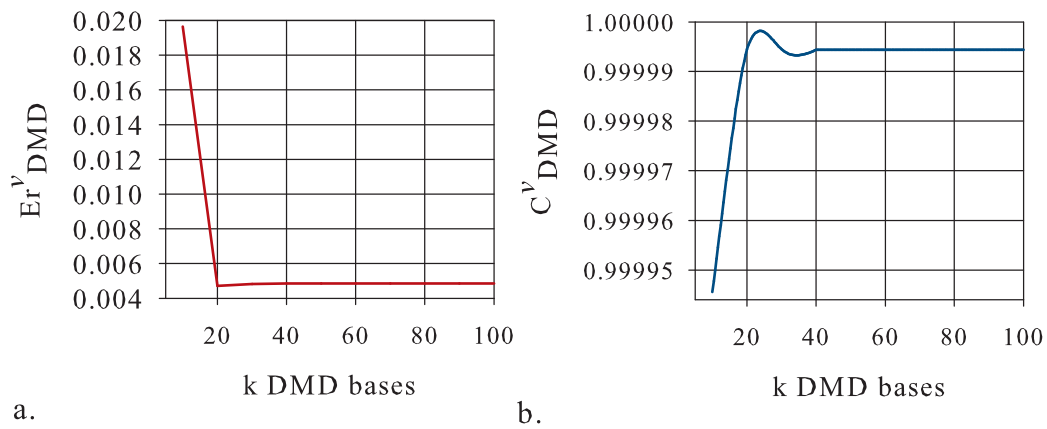 0.020
0.018
0.016
0.014
0.012
0.010
0.008
0.006
0.004
Er^v DMD
20 40 60 80 100
k DMD bases
a.
1.00000
0.99999
0.99998
0.99997
0.99996
0.99995
C^v DMD
20 40 60 80 100
k DMD bases
b.